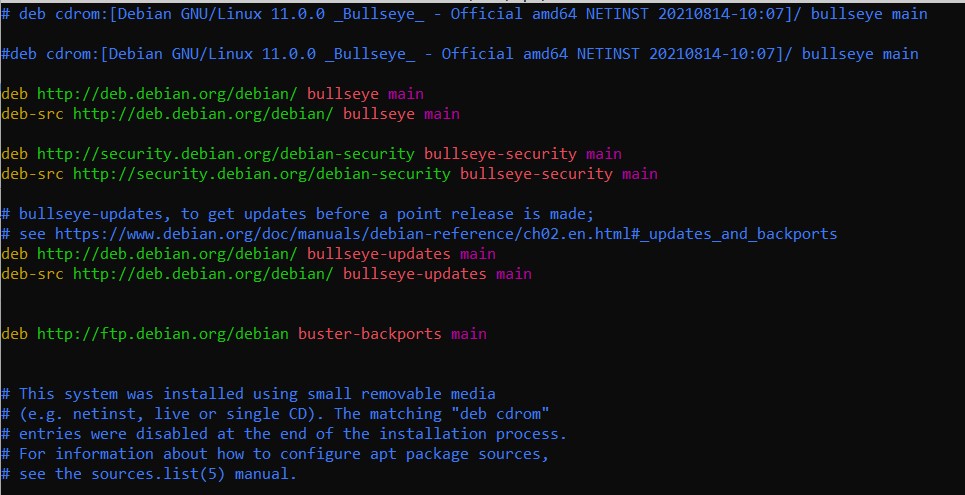 # deb cdrom:[Debian GNU/Linux 11.0.0 _Bullseye_ - Official amd64 NETINST 20210814-10:07]/ bullseye main
#deb cdrom:[Debian GNU/Linux 11.0.0 _Bullseye_ - Official amd64 NETINST 20210814-10:07]/ bullseye main
deb http://deb.debian.org/debian/ bullseye main
deb-src http://deb.debian.org/debian/ bullseye main
deb http://security.debian.org/debian-security bullseye-security main
deb-src http://security.debian.org/debian-security bullseye-security main
# bullseye-updates, to get updates before a point release is made;
# see https://www.debian.org/doc/manuals/debian-reference/ch02.en.html#_updates_and_backports
deb http://deb.debian.org/debian/ bullseye-updates main
deb-src http://deb.debian.org/debian/ bullseye-updates main
deb http://ftp.debian.org/debian buster-backports main
# This system was installed using small removable media
# (e.g. netinst, live or single CD). The matching "deb cdrom"
# entries were disabled at the end of the installation process.
# For information about how to configure apt package sources,
# see the sources.list(5) manual.